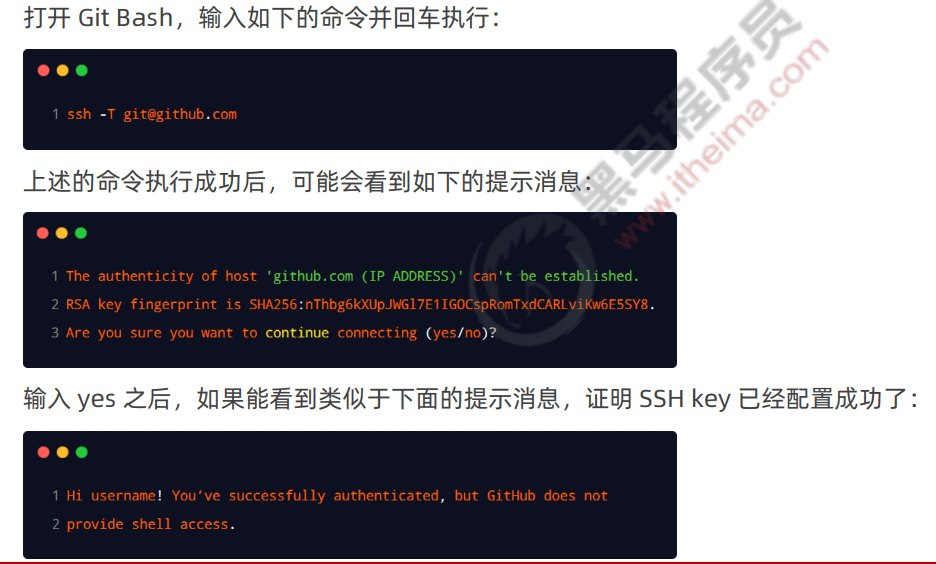 打开 Git Bash，输入如下的命令并回车执行：
1 ssh -T git@github.com
上述的命令执行成功后，可能会看到如下的提示消息：
1 The authenticity of host 'github.com (IP ADDRESS)' can't be established.
2 RSA key fingerprint is SHA256:nThbg6kXUpJWGl7E1IGOCspRomTxdCARLviKw6E5SY8.
3 Are you sure you want to continue connecting (yes/no)?
输入 yes 之后，如果能看到类似于下面的提示消息，证明 SSH key 已经配置成功了：
1 Hi username! You've successfully authenticated, but GitHub does not
2 provide shell access.
黑马程序员
www.itheima.com